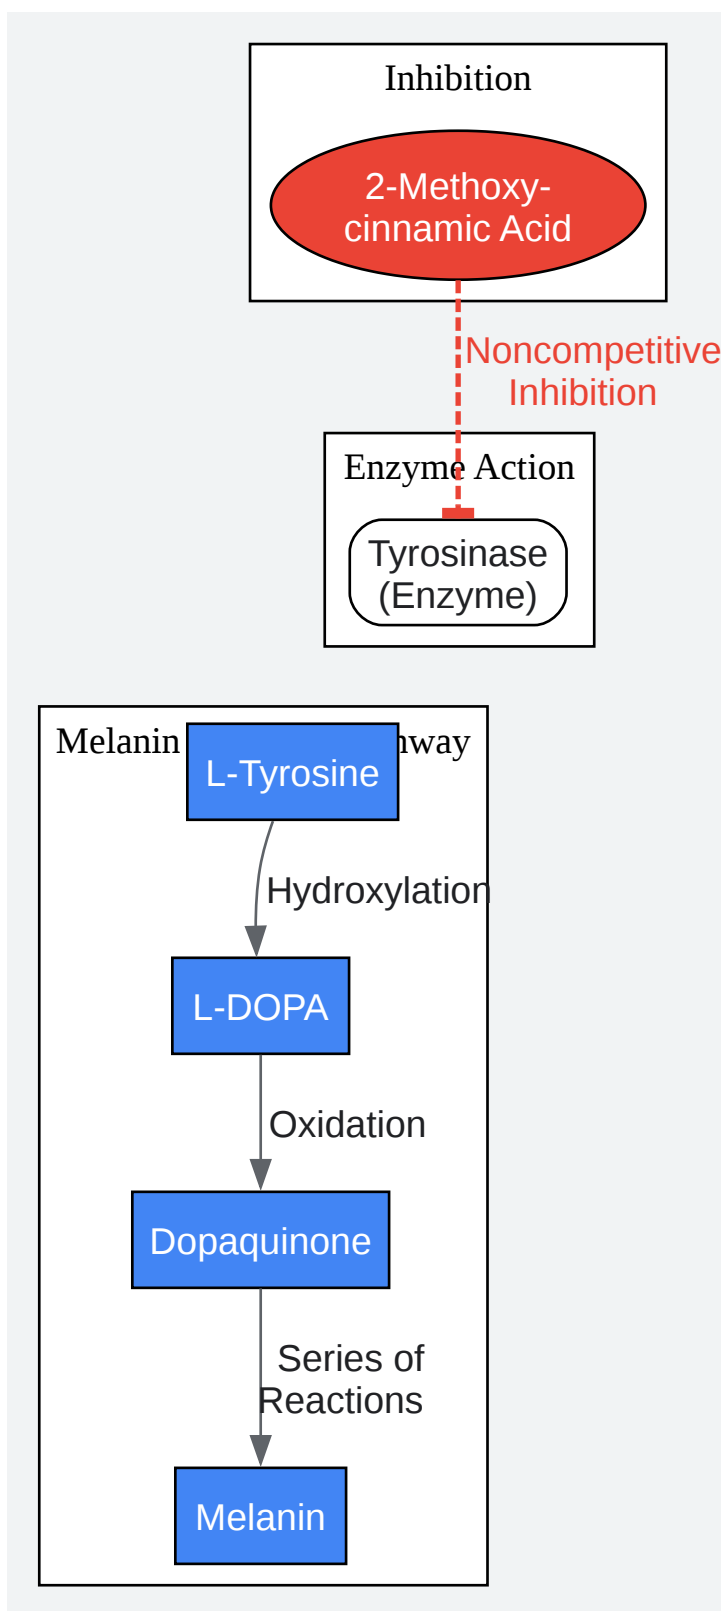 Inhibition
2-Methoxy-
cinnamic Acid
Noncompetitive
Inhibition
Enzyme Action
Tyrosinase
(Enzyme)
Melanin
L-Tyrosine
Hydroxylation
L-DOPA
Oxidation
Dopaquinone
Series of
Reactions
Melanin